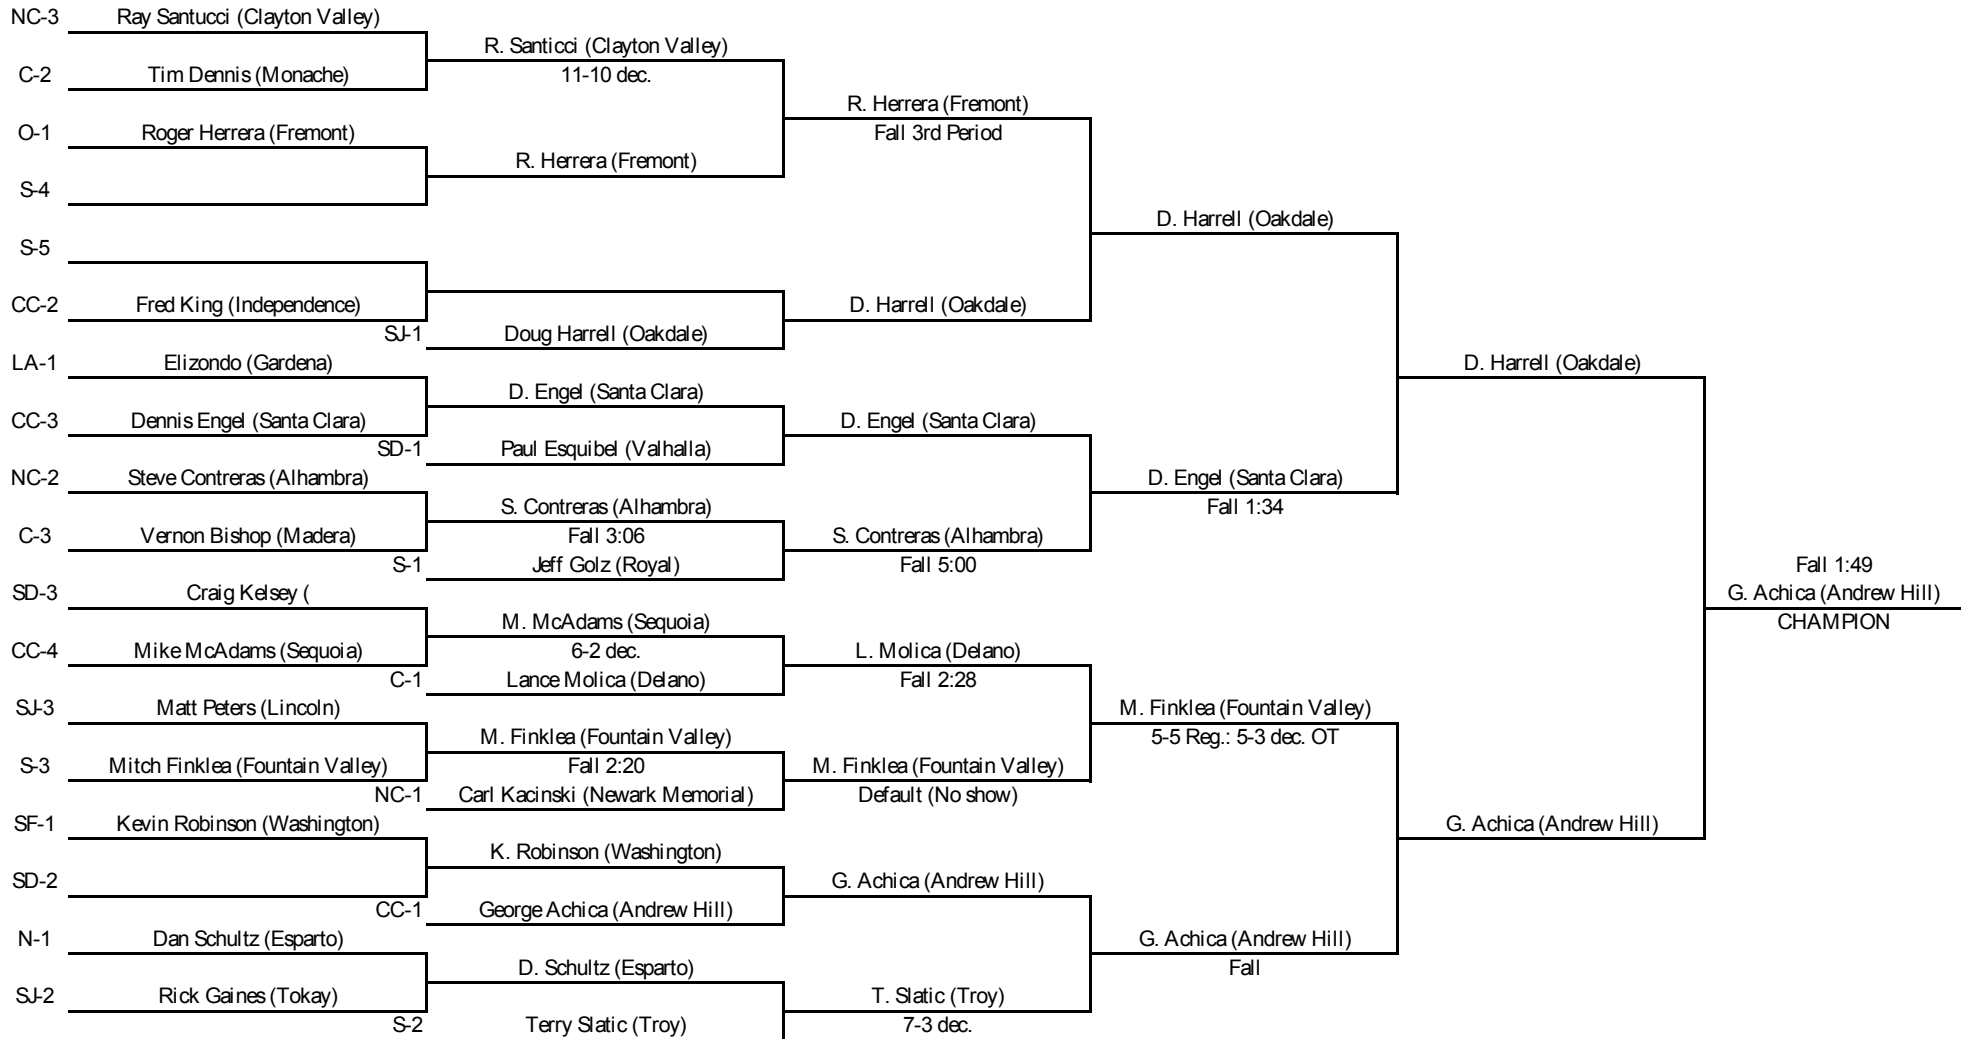 NC-3 Ray Santucci (Clayton Valley)
R. Santicci (Clayton Valley)
C-2 Tim Dennis (Monache) 11-10 dec.
R. Herrera (Fremont)
O-1 Roger Herrera (Fremont) Fall 3rd Period
R. Herrera (Fremont)
S-4
D. Harrell (Oakdale)
S-5
CC-2 Fred King (Independence) D. Harrell (Oakdale)
SJ-1 Doug Harrell (Oakdale)
LA-1 Elizondo (Gardena) D. Harrell (Oakdale)
D. Engel (Santa Clara)
CC-3 Dennis Engel (Santa Clara) D. Engel (Santa Clara)
SD-1 Paul Esquibel (Valhalla)
NC-2 Steve Contreras (Alhambra) D. Engel (Santa Clara)
S. Contreras (Alhambra) Fall 1:34
C-3 Vernon Bishop (Madera) Fall 3:06 S. Contreras (Alhambra)
S-1 Jeff Golz (Royal) Fall 5:00 Fall 1:49
SD-3 Craig Kelsey ( G. Achica (Andrew Hill)
M. McAdams (Sequoia) CHAMPION
CC-4 Mike McAdams (Sequoia) 6-2 dec. L. Molica (Delano)
C-1 Lance Molica (Delano) Fall 2:28
SJ-3 Matt Peters (Lincoln) M. Finklea (Fountain Valley)
M. Finklea (Fountain Valley) 5-5 Reg.: 5-3 dec. OT
S-3 Mitch Finklea (Fountain Valley) Fall 2:20 M. Finklea (Fountain Valley)
NC-1 Carl Kacinski (Newark Memorial) Default (No show)
SF-1 Kevin Robinson (Washington) G. Achica (Andrew Hill)
K. Robinson (Washington)
SD-2 G. Achica (Andrew Hill)
CC-1 George Achica (Andrew Hill)
N-1 Dan Schultz (Esparto) G. Achica (Andrew Hill)
D. Schultz (Esparto) Fall
SJ-2 Rick Gaines (Tokay) T. Slatic (Troy)
S-2 Terry Slatic (Troy) 7-3 dec.